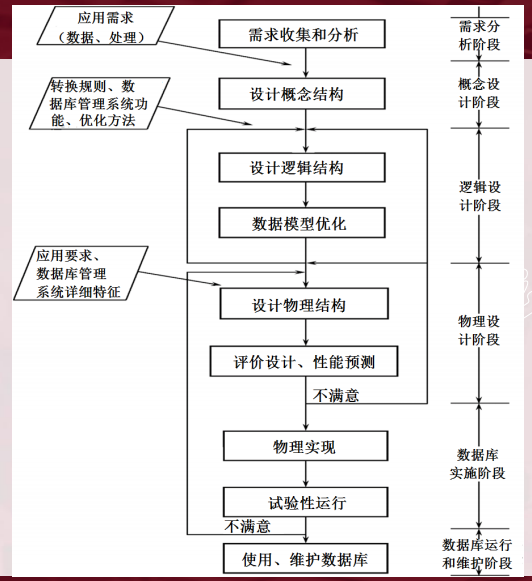 应用需求
（数据、处理）
需求收集和分析
需求分
析阶段
转换规则、数
据库管理系统功
能、优化方法
设计概念结构
概念设
计阶段
设计逻辑结构
数据模型优化
逻辑设
计阶段
应用要求、
数据库管理
系统详细特征
设计物理结构
评价设计、性能预测
不满意
物理设
计阶段
物理实现
试验性运行
不满意
数据库
实施阶段
使用、维护数据库
数据库运行
和维护阶段